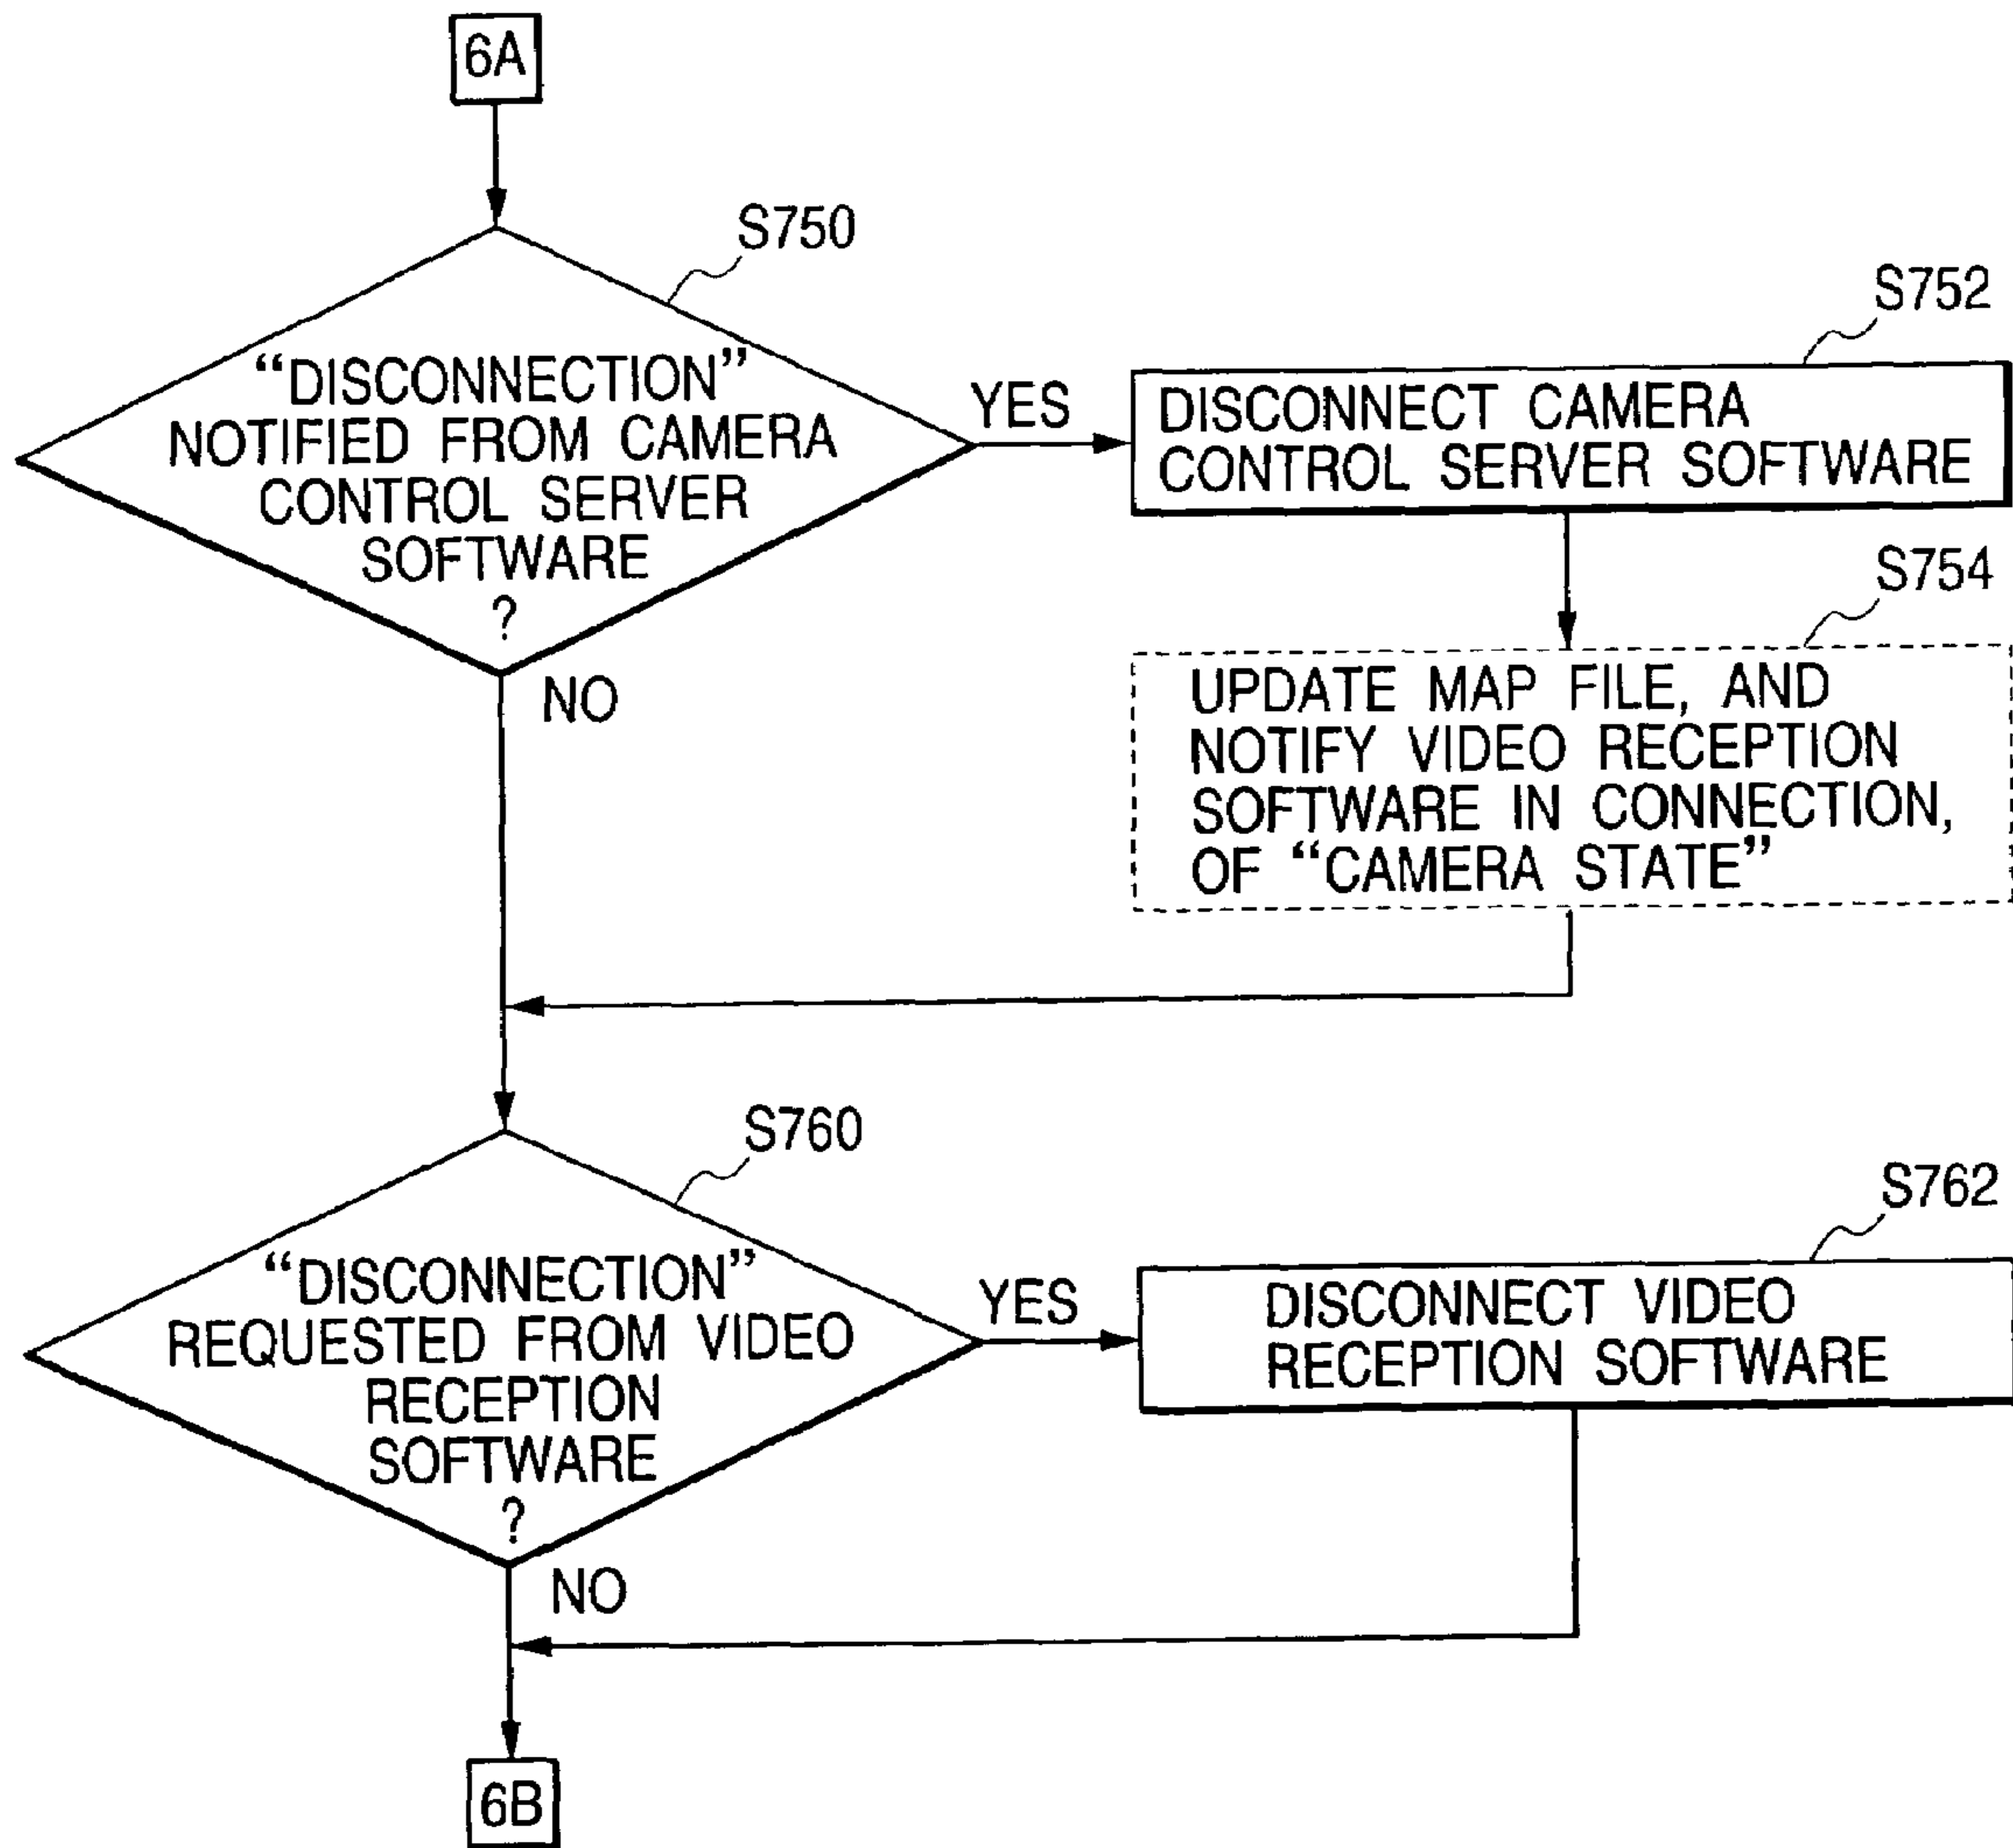 6A
S750
“DISCONNECTION”
NOTIFIED FROM CAMERA
CONTROL SERVER
SOFTWARE
?
YES
NO
S752
DISCONNECT CAMERA
CONTROL SERVER SOFTWARE
S754
UPDATE MAP FILE, AND
NOTIFY VIDEO RECEPTION
SOFTWARE IN CONNECTION,
OF “CAMERA STATE”
S760
“DISCONNECTION”
REQUESTED FROM VIDEO
RECEPTION
SOFTWARE
?
YES
NO
S762
DISCONNECT VIDEO
RECEPTION SOFTWARE
6B